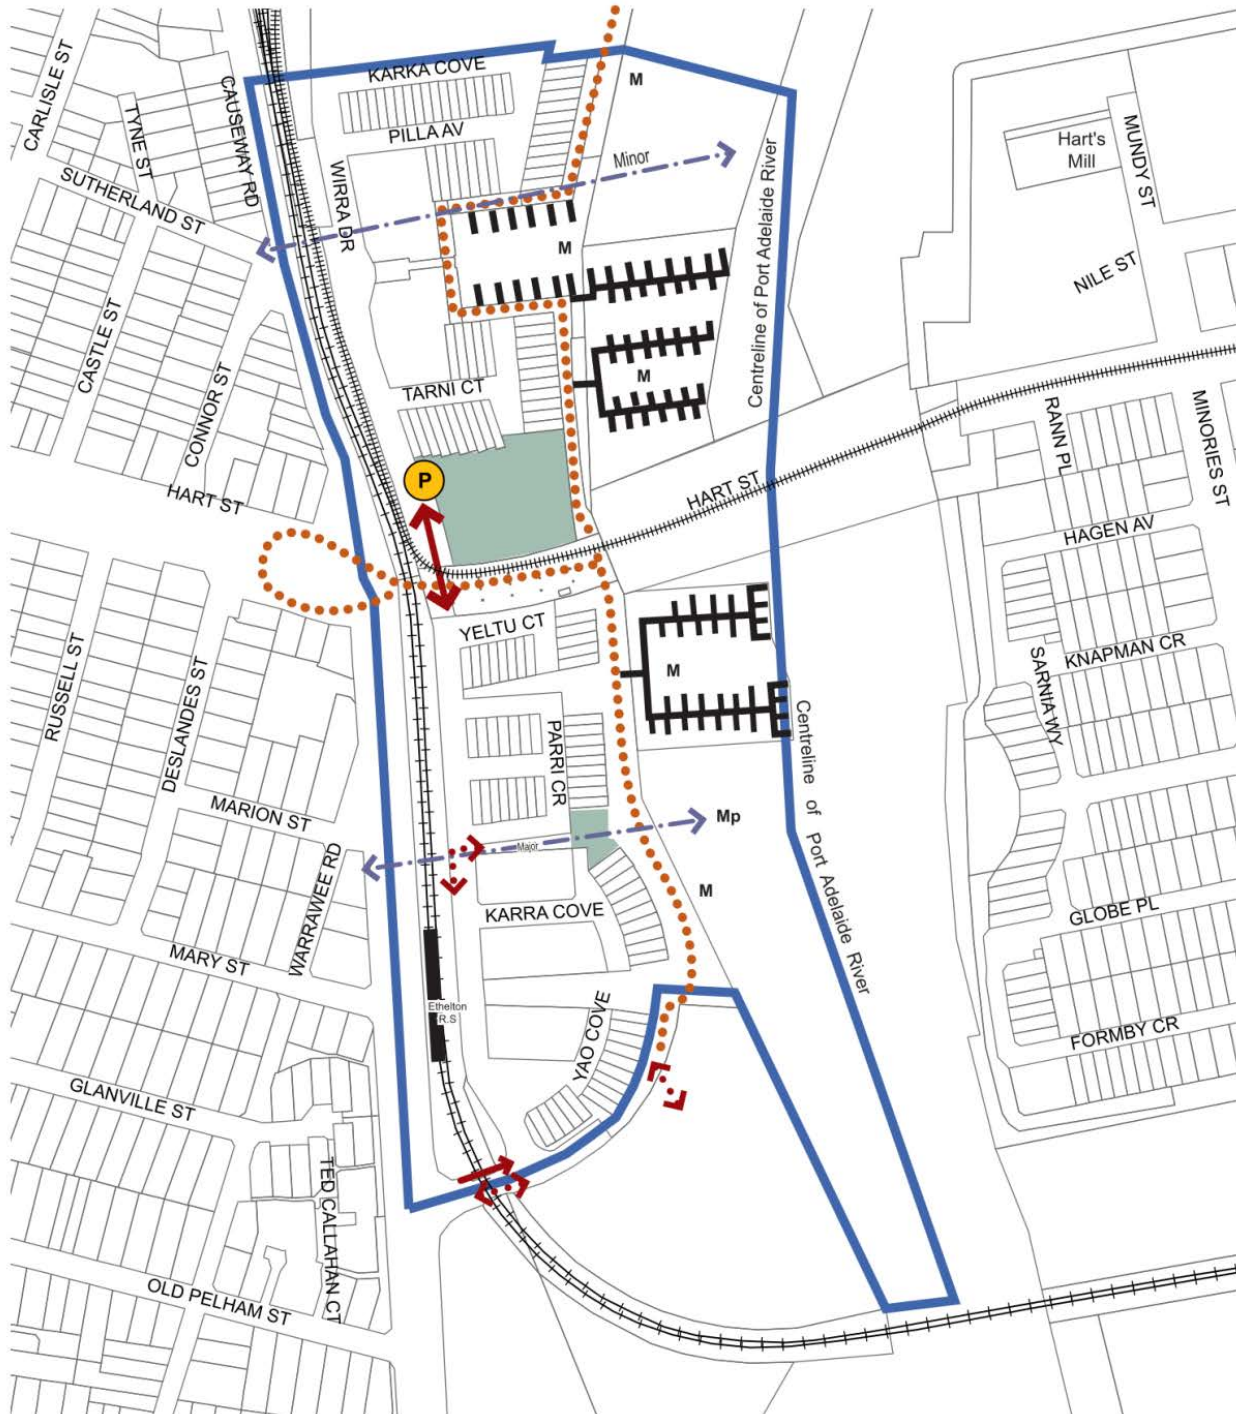 CARLISLE ST
TYNE ST
CAUSEWAY RD
SUTHERLAND ST
KARKA COVE
PILLA AV
WIRRA DR
M
Minor
Centreline of Port Adelaide River
Hart's
Mill
MUNDY ST
NILE ST
M
CASTLE ST
CONNOR ST
TARNI CT
M
HART ST
P
HART ST
RANN PL
MINORIES ST
HAGEN AV
YELTU CT
M
KNAPMAN CR
SARNIA WY
RUSSELL ST
DESLANDES ST
PARRI CR
Centreline of Port Adelaide River
MARION ST
Mp
Major
WARRAWEE RD
M
KARRA COVE
GLOBE PL
MARY ST
Ethelton
R.S
YAO COVE
FORMBY CR
GLANVILLE ST
TED CALLAHAN CT
OLD PELHAM ST